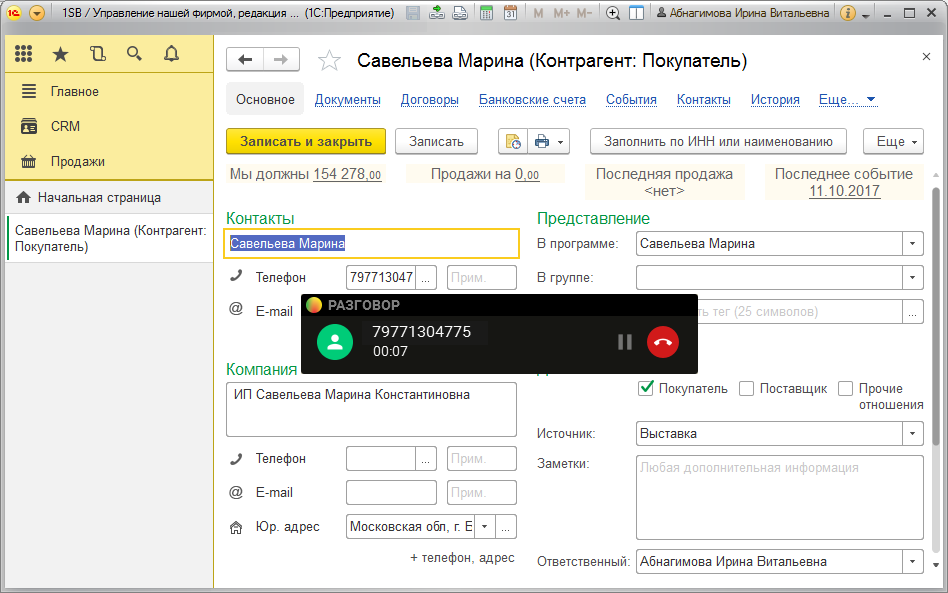 1SB / Управление нашей фирмой, редакция ... (1С:Предприятие)
31
M M+ M−
Абнагимова Ирина Витальевна
Главное
CRM
Продажи
Начальная страница
Савельева Марина (Контрагент:
Покупатель)
Савельева Марина (Контрагент: Покупатель)
Основное Документы Договоры Банковские счета События Контакты История Еще...
Записать и закрыть Записать Заполнить по ИНН или наименованию Еще
Мы должны 154 278,00 Продажи на 0,00 Последняя продажа Последнее событие
<нет> 11.10.2017
Контакты Представление
Савельева Марина В программе: Савельева Марина
Телефон 797713047 ... Прим. В группе:
@ E-mail ть тег (25 символов) ...
РАЗГОВОР
79771304775
00:07
Компания
ИП Савельева Марина Константиновна
Покупатель Поставщик Прочие
отношения
Источник: Выставка
Телефон ... Прим. Заметки: Любая дополнительная информация
@ E-mail Прим.
Юр. адрес Московская обл, г. Е ...
+ телефон, адрес Ответственный: Абнагимова Ирина Витальевна